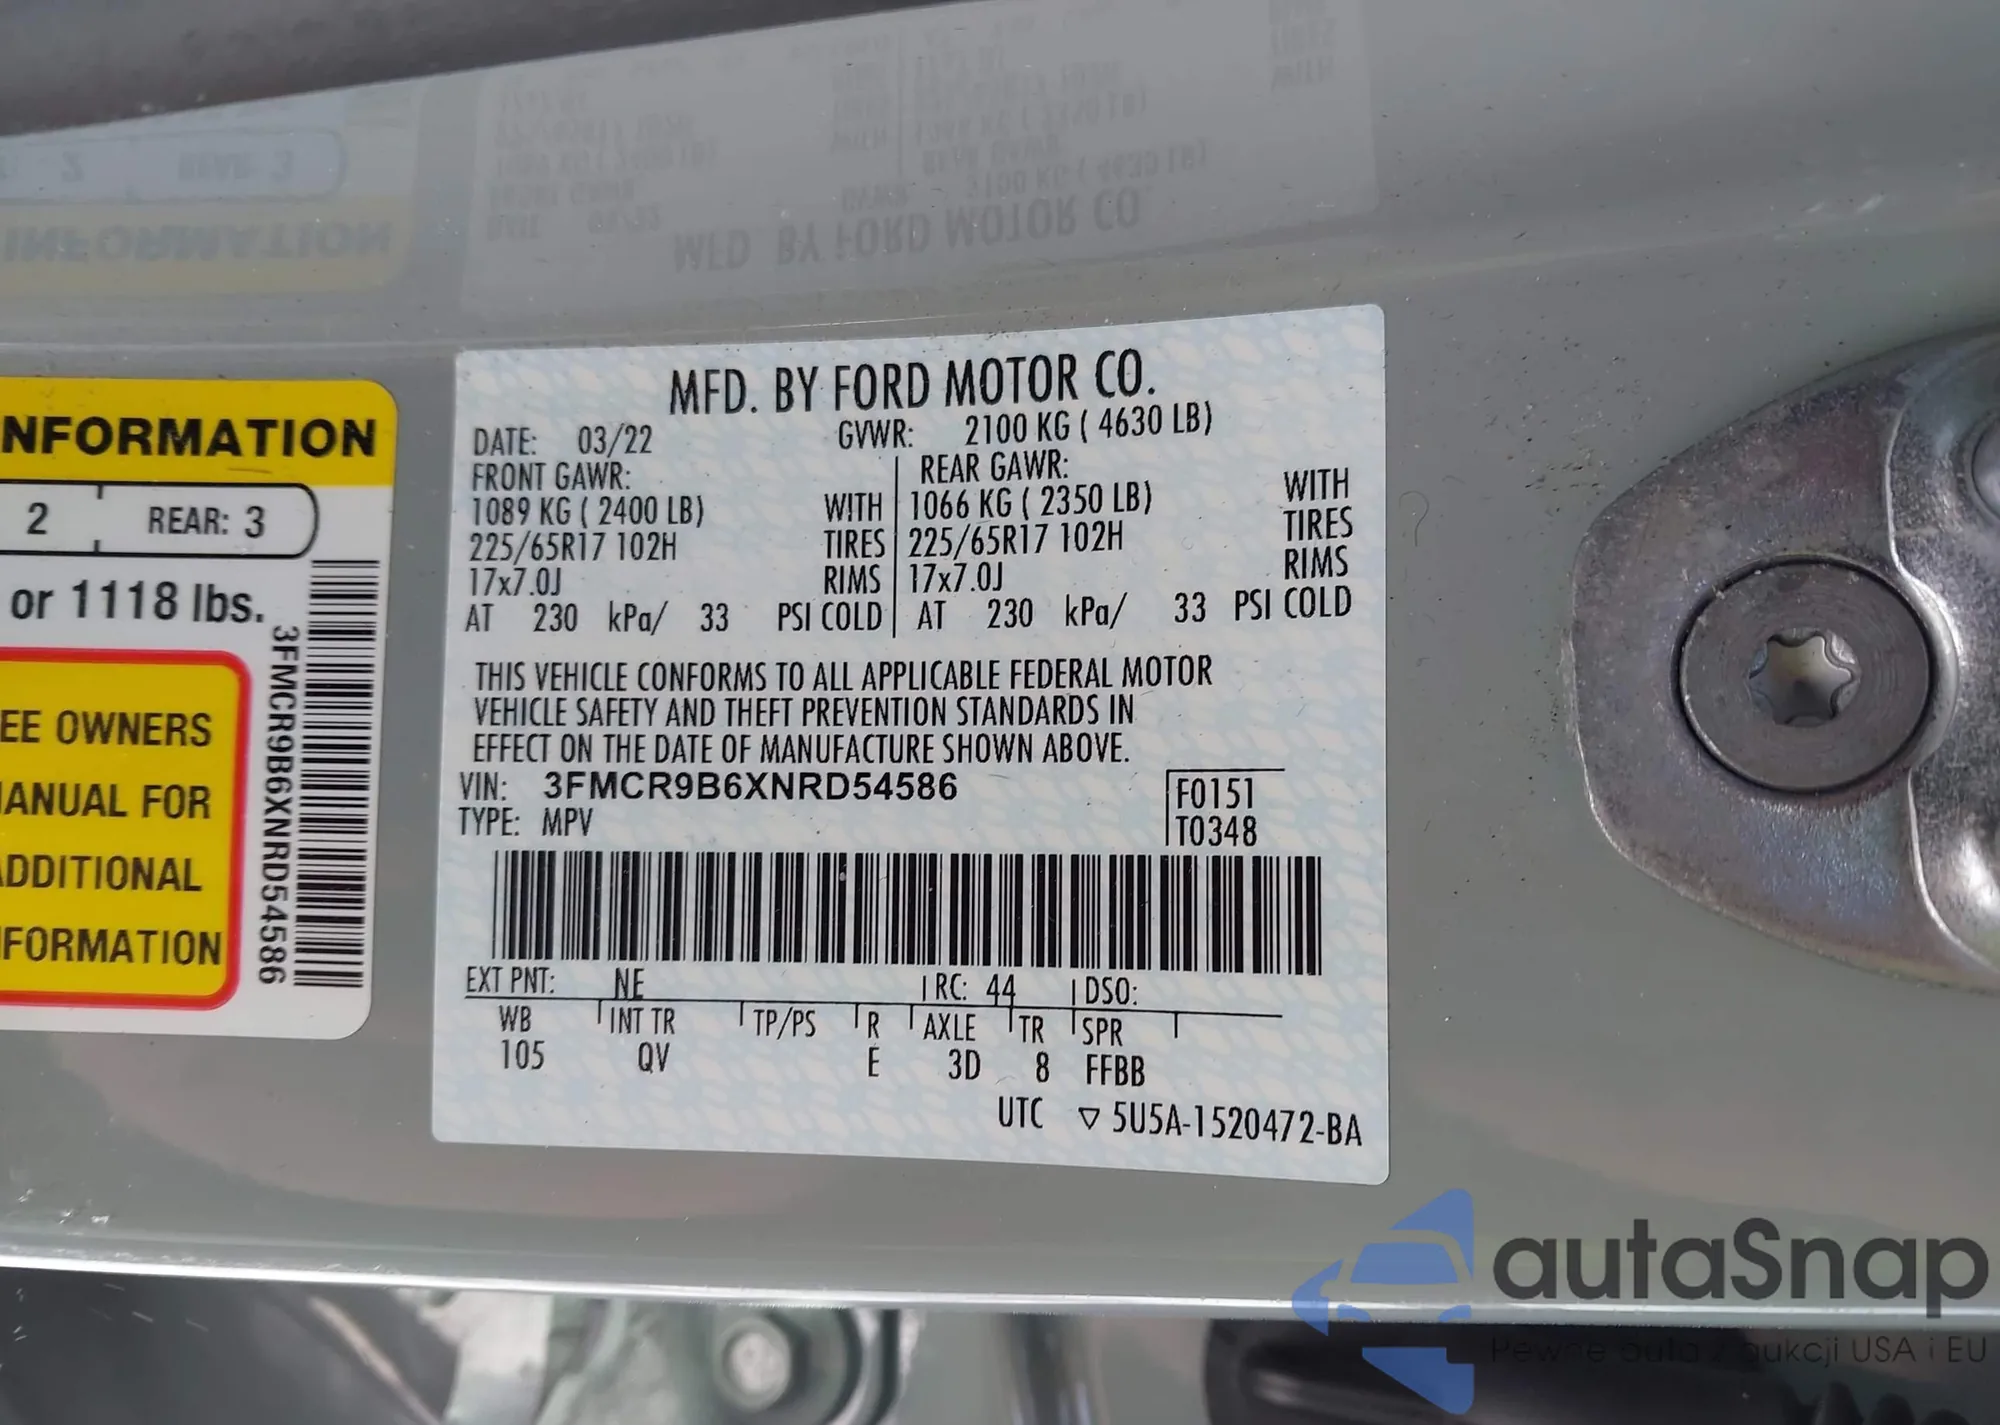 NFORMATION
2 REAR: 3
or 1118 lbs.
EE OWNERS
ANUAL FOR
ADDITIONAL
FORMATION
3FMCR9B6XNRD54586
MFD. BY FORD MOTOR CO.
DATE: 03/22 GVWR: 2100 KG ( 4630 LB)
FRONT GAWR: REAR GAWR:
1089 KG ( 2400 LB) WITH 1066 KG ( 2350 LB) WITH
225/65R17 102H TIRES 225/65R17 102H TIRES
17x7.0J RIMS 17x7.0J RIMS
AT 230 kPa/ 33 PSI COLD AT 230 kPa/ 33 PSI COLD
THIS VEHICLE CONFORMS TO ALL APPLICABLE FEDERAL MOTOR
VEHICLE SAFETY AND THEFT PREVENTION STANDARDS IN
EFFECT ON THE DATE OF MANUFACTURE SHOWN ABOVE.
VIN: 3FMCR9B6XNRD54586 F0151
TYPE: MPV T0348
EXT PNT: NE RC: 44 DSO:
WB INT TR TP/PS R AXLE TR SPR
105 QV E 3D 8 FFBB
UTC ▽ 5U5A-1520472-BA
autaSnap
Pewne auta z aukcji USA i EU